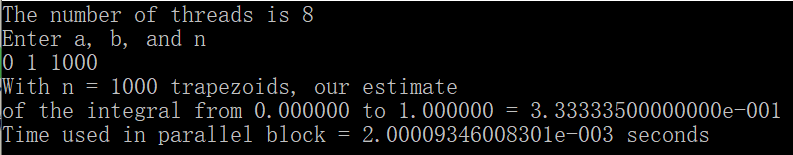 The number of threads is 8
Enter a, b, and n
0 1 1000
With n = 1000 trapezoids, our estimate
of the integral from 0.000000 to 1.000000 = 3.33333500000000e-001
Time used in parallel block = 2.00009346008301e-003 seconds